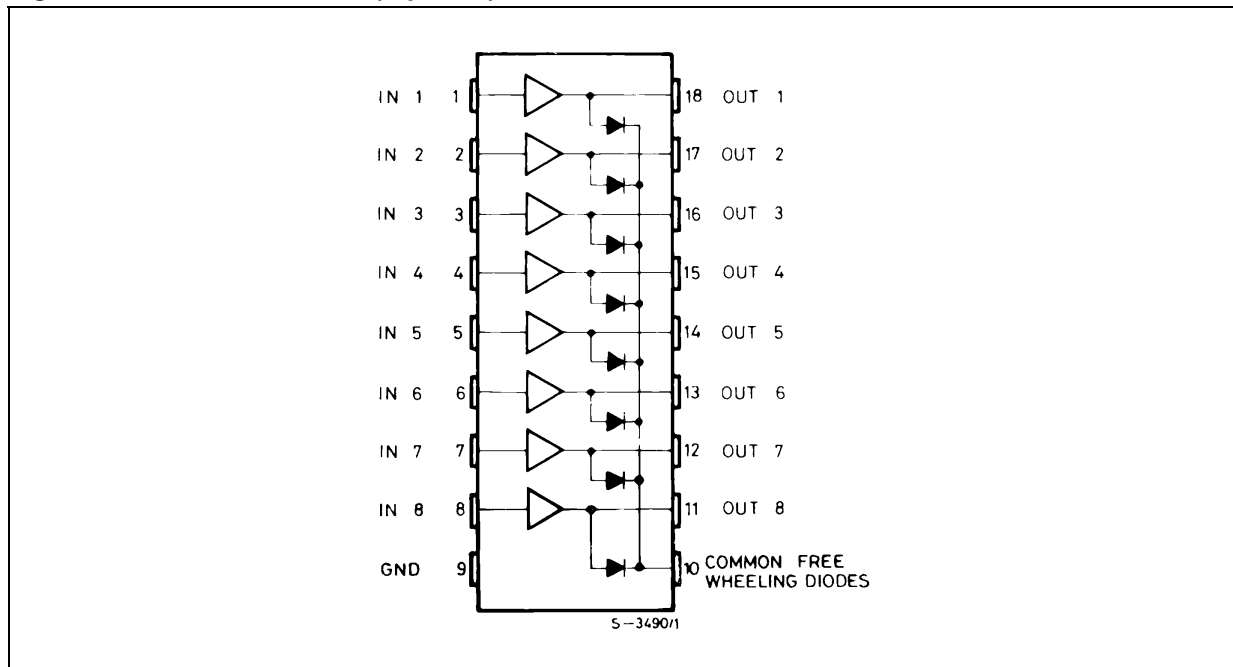 IN 1 1 18 OUT 1
IN 2 2 17 OUT 2
IN 3 3 16 OUT 3
IN 4 4 15 OUT 4
IN 5 5 14 OUT 5
IN 6 6 13 OUT 6
IN 7 7 12 OUT 7
IN 8 8 11 OUT 8
GND 9 10 COMMON FREE
WHEELING DIODES
S-3490/1